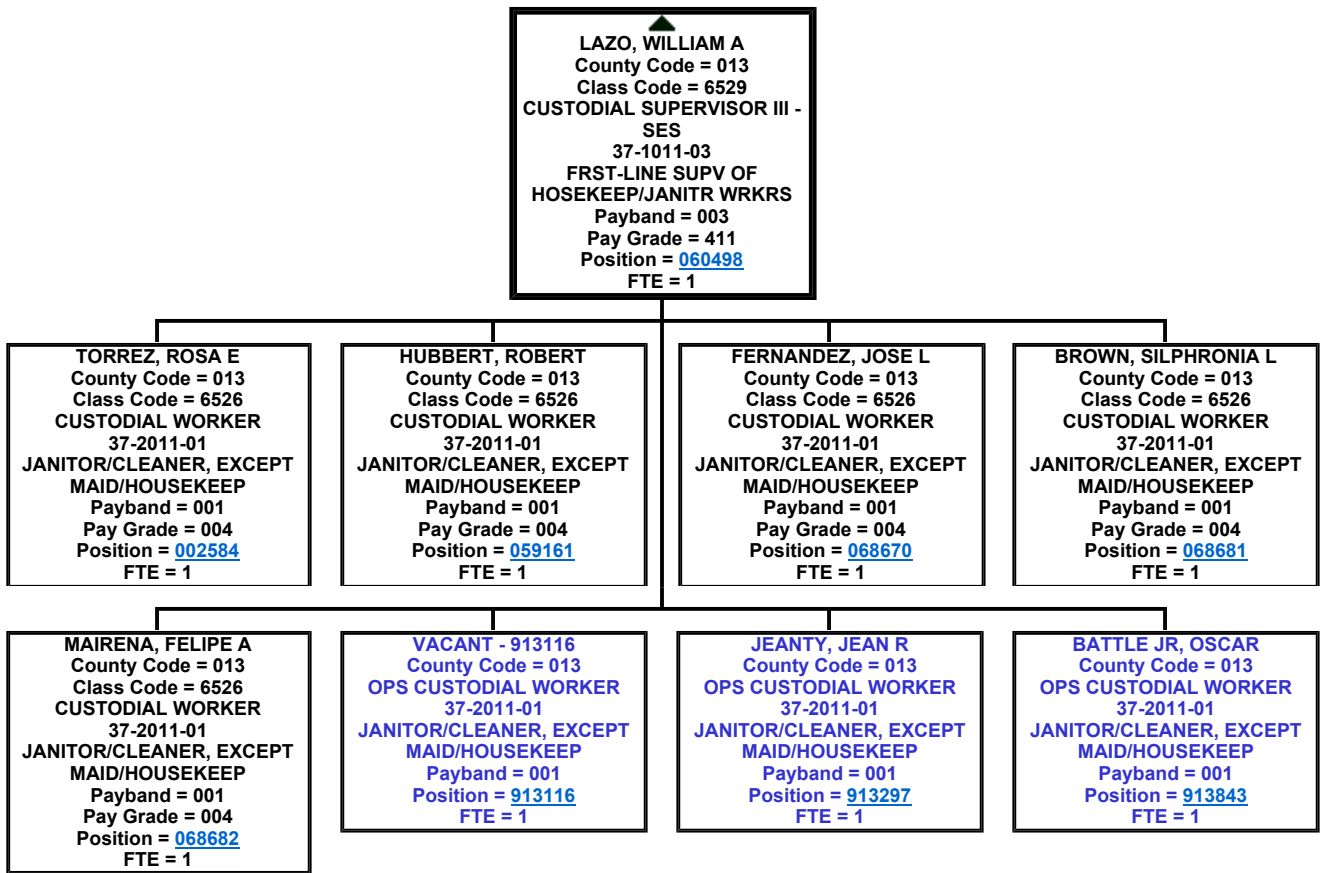 LAZO, WILLIAM A
County Code = 013
Class Code = 6529
CUSTODIAL SUPERVISOR III -
SES
37-1011-03
FRST-LINE SUPV OF
HOSEKEEP/JANITR WRKRS
Payband = 003
Pay Grade = 411
Position = 060498
FTE = 1
TORREZ, ROSA E
County Code = 013
Class Code = 6526
CUSTODIAL WORKER
37-2011-01
JANITOR/CLEANER, EXCEPT
MAID/HOUSEKEEP
Payband = 001
Pay Grade = 004
Position = 002584
FTE = 1
HUBBERT, ROBERT
County Code = 013
Class Code = 6526
CUSTODIAL WORKER
37-2011-01
JANITOR/CLEANER, EXCEPT
MAID/HOUSEKEEP
Payband = 001
Pay Grade = 004
Position = 059161
FTE = 1
FERNANDEZ, JOSE L
County Code = 013
Class Code = 6526
CUSTODIAL WORKER
37-2011-01
JANITOR/CLEANER, EXCEPT
MAID/HOUSEKEEP
Payband = 001
Pay Grade = 004
Position = 068670
FTE = 1
BROWN, SILPHRONIA L
County Code = 013
Class Code = 6526
CUSTODIAL WORKER
37-2011-01
JANITOR/CLEANER, EXCEPT
MAID/HOUSEKEEP
Payband = 001
Pay Grade = 004
Position = 068681
FTE = 1
MAIRENA, FELIPE A
County Code = 013
Class Code = 6526
CUSTODIAL WORKER
37-2011-01
JANITOR/CLEANER, EXCEPT
MAID/HOUSEKEEP
Payband = 001
Pay Grade = 004
Position = 068682
FTE = 1
VACANT - 913116
County Code = 013
OPS CUSTODIAL WORKER
37-2011-01
JANITOR/CLEANER, EXCEPT
MAID/HOUSEKEEP
Payband = 001
Position = 913116
FTE = 1
JEANTY, JEAN R
County Code = 013
OPS CUSTODIAL WORKER
37-2011-01
JANITOR/CLEANER, EXCEPT
MAID/HOUSEKEEP
Payband = 001
Position = 913297
FTE = 1
BATTLE JR, OSCAR
County Code = 013
OPS CUSTODIAL WORKER
37-2011-01
JANITOR/CLEANER, EXCEPT
MAID/HOUSEKEEP
Payband = 001
Position = 913843
FTE = 1